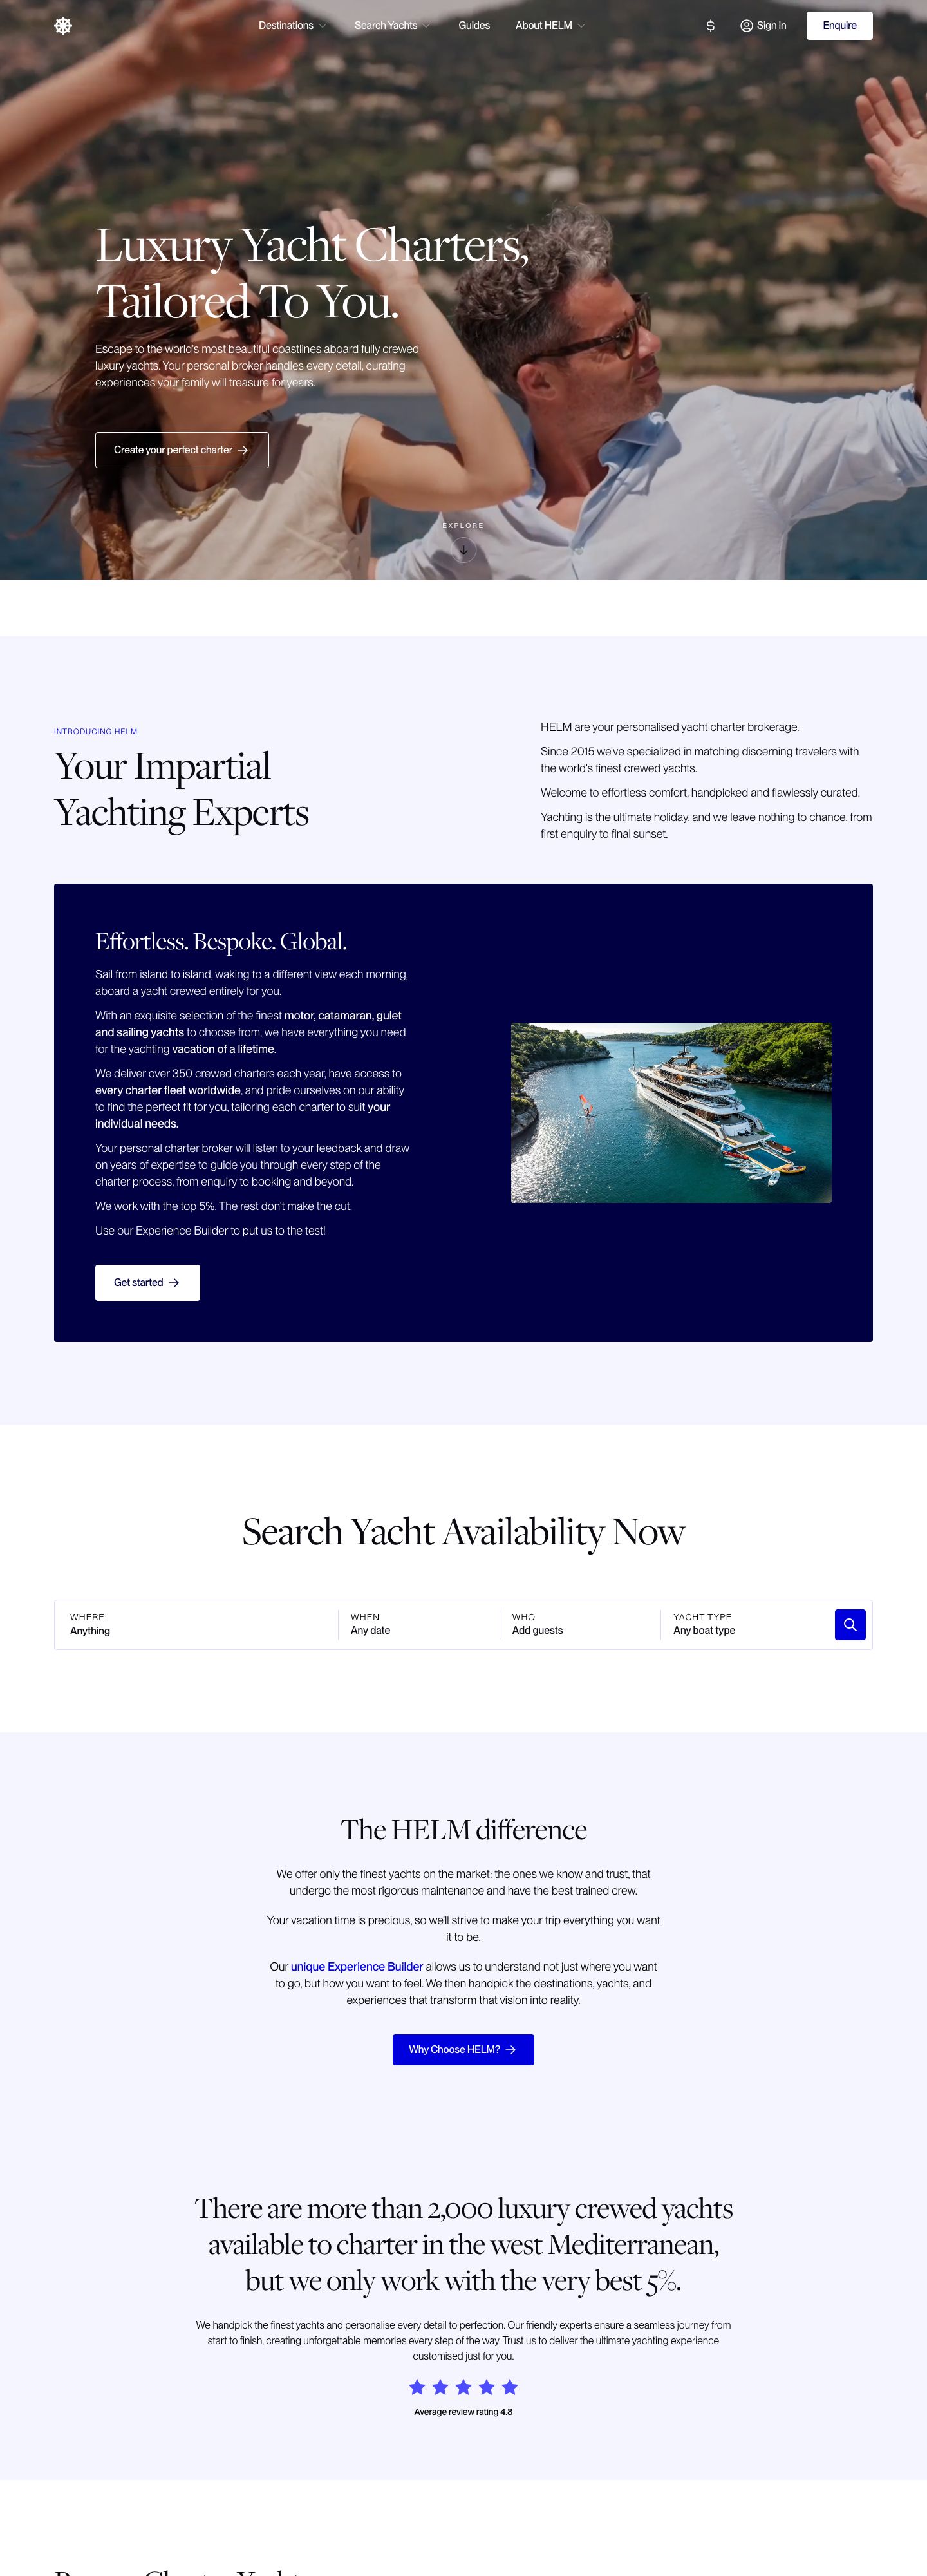 Destinations
Search Yachts
Guides
About HELM
$
Sign in
Enquire
Luxury Yacht Charters,
Tailored To You.
Escape to the world's most beautiful coastlines aboard fully crewed
luxury yachts. Your personal broker handles every detail, curating
experiences your family will treasure for years.
Create your perfect charter
EXPLORE
INTRODUCING HELM
Your Impartial
Yachting Experts
HELM are your personalised yacht charter brokerage.
Since 2015 we've specialized in matching discerning travelers with
the world's finest crewed yachts.
Welcome to effortless comfort, handpicked and flawlessly curated.
Yachting is the ultimate holiday, and we leave nothing to chance, from
first enquiry to final sunset.
Effortless. Bespoke. Global.
Sail from island to island, waking to a different view each morning,
aboard a yacht crewed entirely for you.
With an exquisite selection of the finest motor, catamaran, gulet
and sailing yachts to choose from, we have everything you need
for the yachting vacation of a lifetime.
We deliver over 350 crewed charters each year, have access to
every charter fleet worldwide, and pride ourselves on our ability
to find the perfect fit for you, tailoring each charter to suit your
individual needs.
Your personal charter broker will listen to your feedback and draw
on years of expertise to guide you through every step of the
charter process, from enquiry to booking and beyond.
We work with the top 5%. The rest don't make the cut.
Use our Experience Builder to put us to the test!
Get started
Search Yacht Availability Now
WHERE
Anything
WHEN
Any date
WHO
Add guests
YACHT TYPE
Any boat type
The HELM difference
We offer only the finest yachts on the market: the ones we know and trust, that
undergo the most rigorous maintenance and have the best trained crew.
Your vacation time is precious, so we'll strive to make your trip everything you want
it to be.
Our unique Experience Builder allows us to understand not just where you want
to go, but how you want to feel. We then handpick the destinations, yachts, and
experiences that transform that vision into reality.
Why Choose HELM?
There are more than 2,000 luxury crewed yachts
available to charter in the west Mediterranean,
but we only work with the very best 5%.
We handpick the finest yachts and personalise every detail to perfection. Our friendly experts ensure a seamless journey from
start to finish, creating unforgettable memories every step of the way. Trust us to deliver the ultimate yachting experience
customised just for you.
Average review rating 4.8